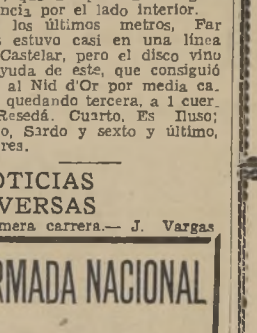 ncia por el lado interior.
los últimos metros, Far
s estuvo casi en una línea
Castelar, pero el disco vino
yuda de este, que consiguió
al Nid d'Or por media ca-
quedando tercera, a 1 cuer-
Resedá. Cuarto, Es Iluso;
o, Sardo y sexto y último,
res.
OTICIAS
VERSAS
mera carrera.— J. Vargas
RMADA NACIONAL